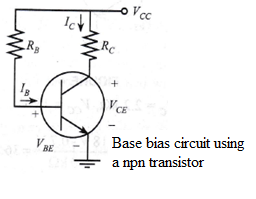 V_CC
I_C
R_B
R_C
I_B
+
V_CE
+
−
V_BE
−
Base bias circuit using
a npn transistor